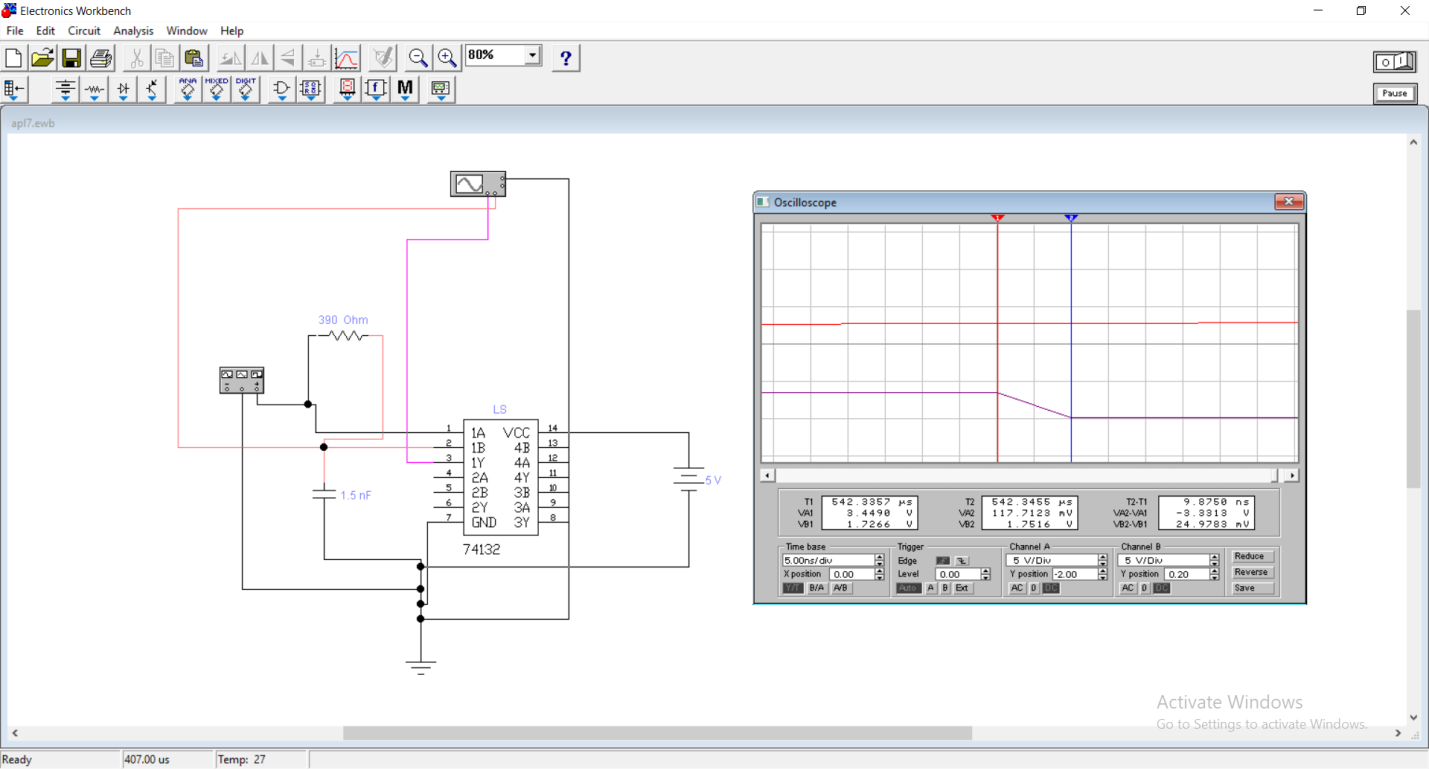 Electronics Workbench
File Edit Circuit Analysis Window Help
80%
?
ANA MIXED DIGIT
f M
O I
Pause
apl7.ewb
390 Ohm
LS
1 1A VCC 14
2 1B 4B 13
3 1Y 4A 12
4 2A 4Y 11
5 2B 3B 10
6 2Y 3A 9
7 GND 3Y 8
74132
1.5 nF
5 V
Oscilloscope
1 2
T1 542.3357 µs T2 542.3455 µs T2-T1 9.8750 ns
VA1 3.4490 V VA2 117.7123 mV VA2-VA1 -3.3313 V
VB1 1.7266 V VB2 1.7516 V VB2-VB1 24.9783 mV
Time base Trigger Channel A Channel B
5.00ns/div Edge 5 V/Div 5 V/Div
X position 0.00 Level 0.00 Y position -2.00 Y position 0.20
Y/T B/A A/B Auto A B Ext AC 0 DC AC 0 DC
Reduce
Reverse
Save
Activate Windows
Go to Settings to activate Windows.
Ready 407.00 us Temp: 27